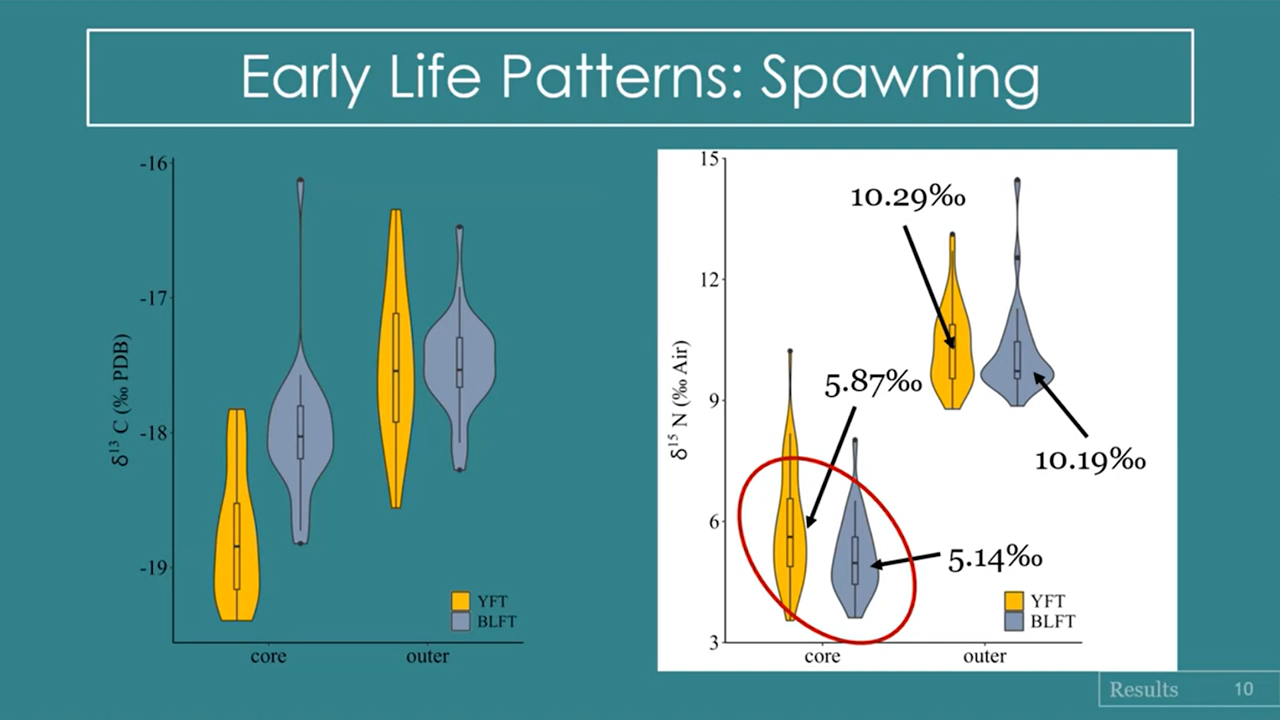 Early Life Patterns: Spawning
-16
-17
-18
-19
δ¹³ C (‰ PDB)
core
outer
YFT
BLFT
15
12
9
6
3
δ¹⁵ N (‰ Air)
10.29‰
5.87‰
10.19‰
5.14‰
YFT
BLFT
core
outer
Results 10